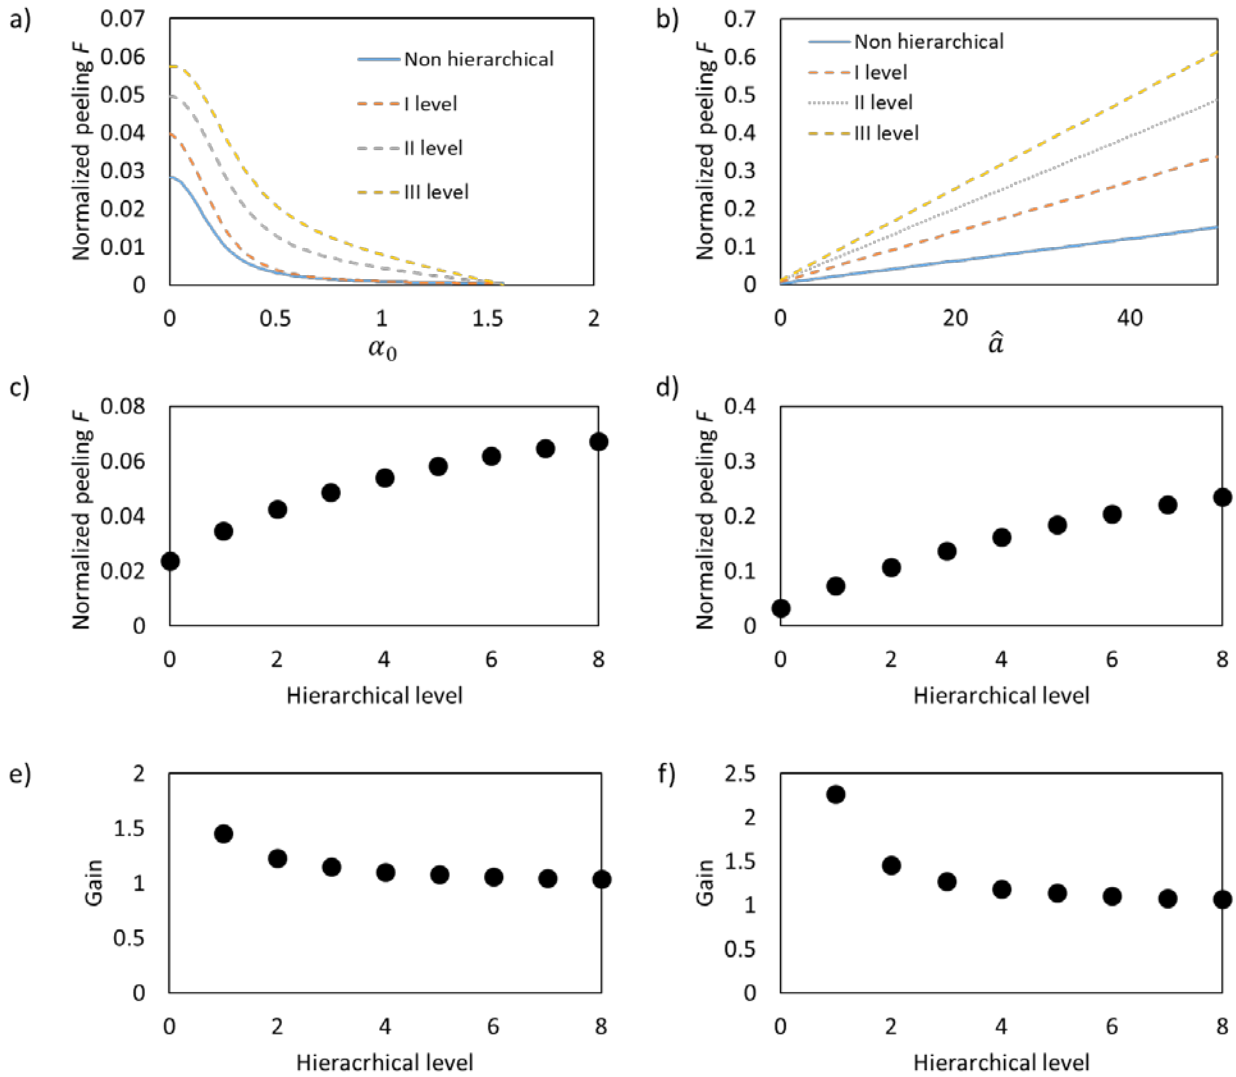 a)
Normalized peeling F
0.07
0.06
0.05
0.04
0.03
0.02
0.01
0
Non hierarchical
I level
II level
III level
0
0.5
1
1.5
2
α₀
b)
Normalized peeling F
0.7
0.6
0.5
0.4
0.3
0.2
0.1
0
Non hierarchical
I level
II level
III level
0
20
40
â
c)
Normalized peeling F
0.08
0.06
0.04
0.02
0
0
2
4
6
8
Hierarchical level
d)
Normalized peeling F
0.4
0.3
0.2
0.1
0
0
2
4
6
8
Hierarchical level
e)
Gain
2
1.5
1
0.5
0
0
2
4
6
8
Hieracrhical level
f)
Gain
2.5
2
1.5
1
0.5
0
0
2
4
6
8
Hierarchical level